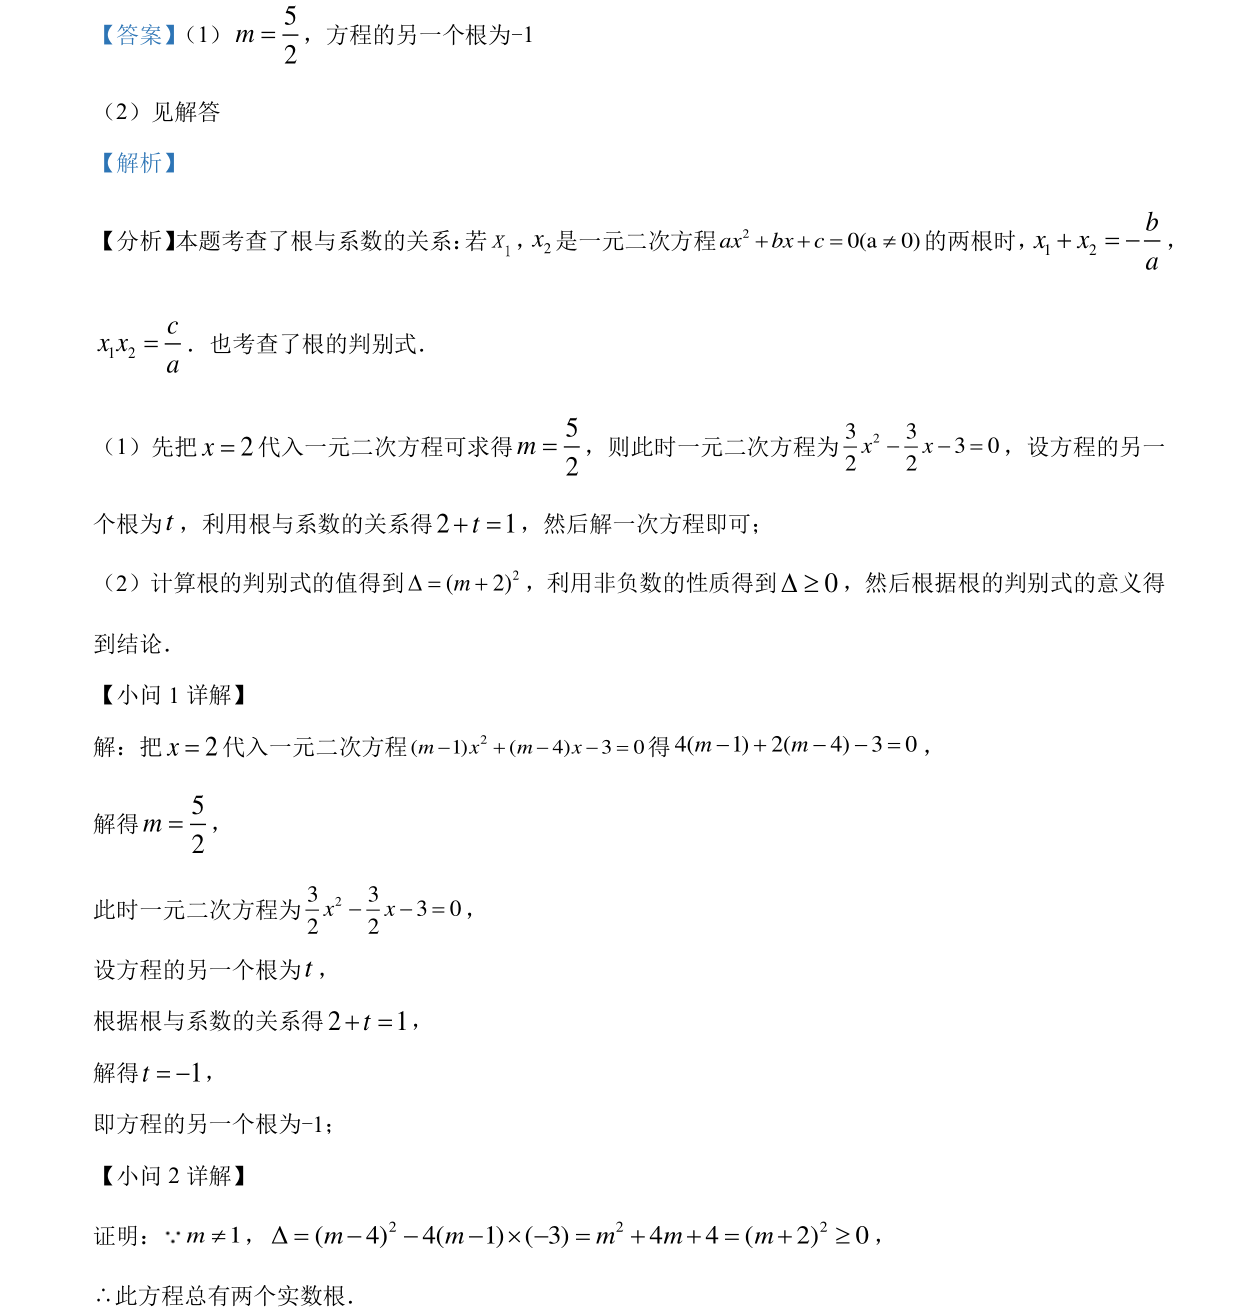 【答案】（1）m = 5/2，方程的另一个根为-1
（2）见解答
【解析】
【分析】本题考查了根与系数的关系：若 x₁，x₂ 是一元二次方程 ax² + bx + c = 0(a ≠ 0) 的两根时，x₁ + x₂ = −b/a，
x₁x₂ = c/a．也考查了根的判别式．
（1）先把 x = 2 代入一元二次方程可求得 m = 5/2，则此时一元二次方程为 3/2 x² − 3/2 x − 3 = 0，设方程的另一
个根为 t，利用根与系数的关系得 2 + t = 1，然后解一次方程即可；
（2）计算根的判别式的值得到 Δ = (m + 2)²，利用非负数的性质得到 Δ ≥ 0，然后根据根的判别式的意义得
到结论．
【小问 1 详解】
解：把 x = 2 代入一元二次方程 (m − 1)x² + (m − 4)x − 3 = 0 得 4(m − 1) + 2(m − 4) − 3 = 0，
解得 m = 5/2，
此时一元二次方程为 3/2 x² − 3/2 x − 3 = 0，
设方程的另一个根为 t，
根据根与系数的关系得 2 + t = 1，
解得 t = −1，
即方程的另一个根为-1；
【小问 2 详解】
证明：∵ m ≠ 1，Δ = (m − 4)² − 4(m − 1) × (−3) = m² + 4m + 4 = (m + 2)² ≥ 0，
∴此方程总有两个实数根．